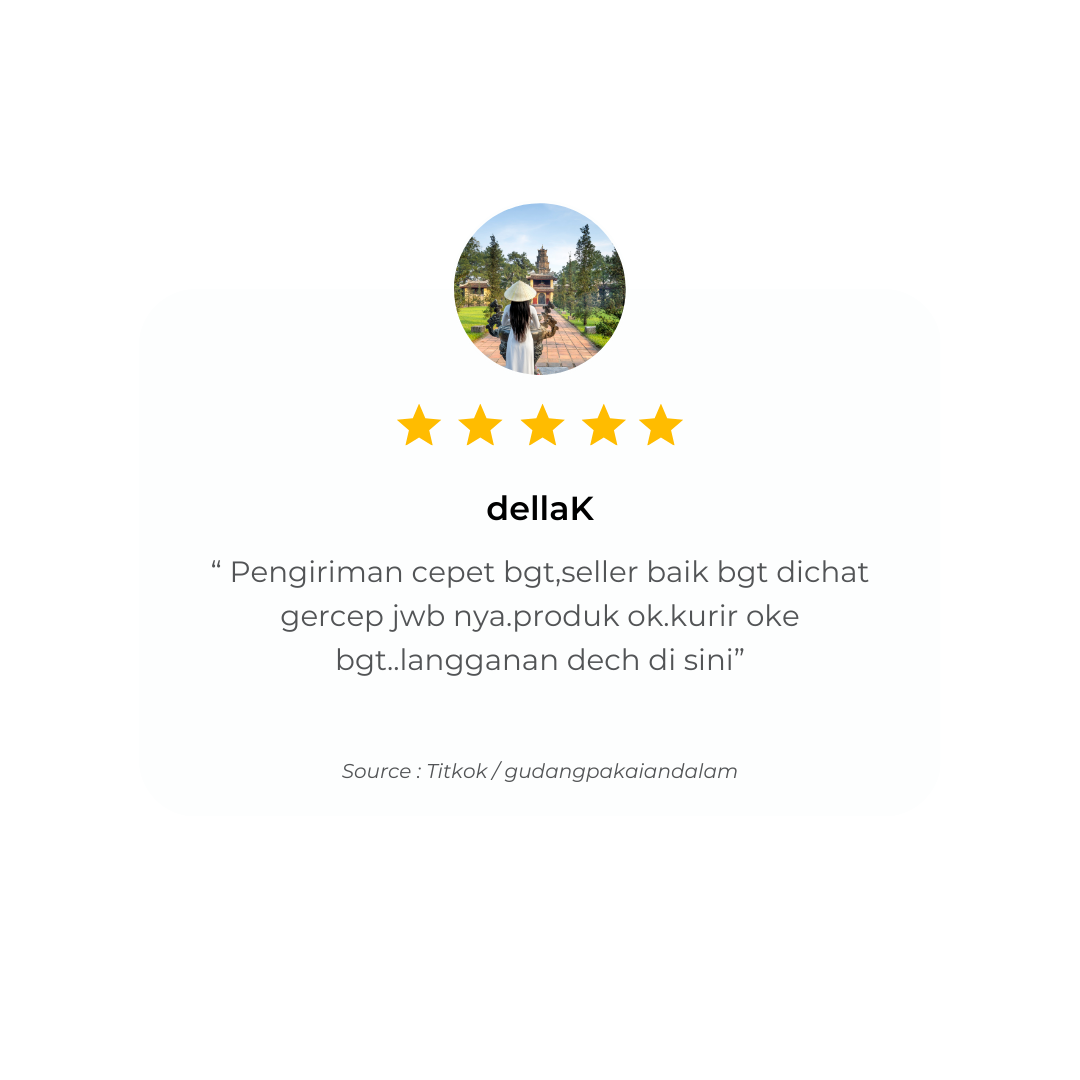 dellaK
“ Pengiriman cepet bgt,seller baik bgt dichat
gercep jwb nya.produk ok.kurir oke
bgt..langganan dech di sini”
Source : Titkok / gudangpakaiandalam